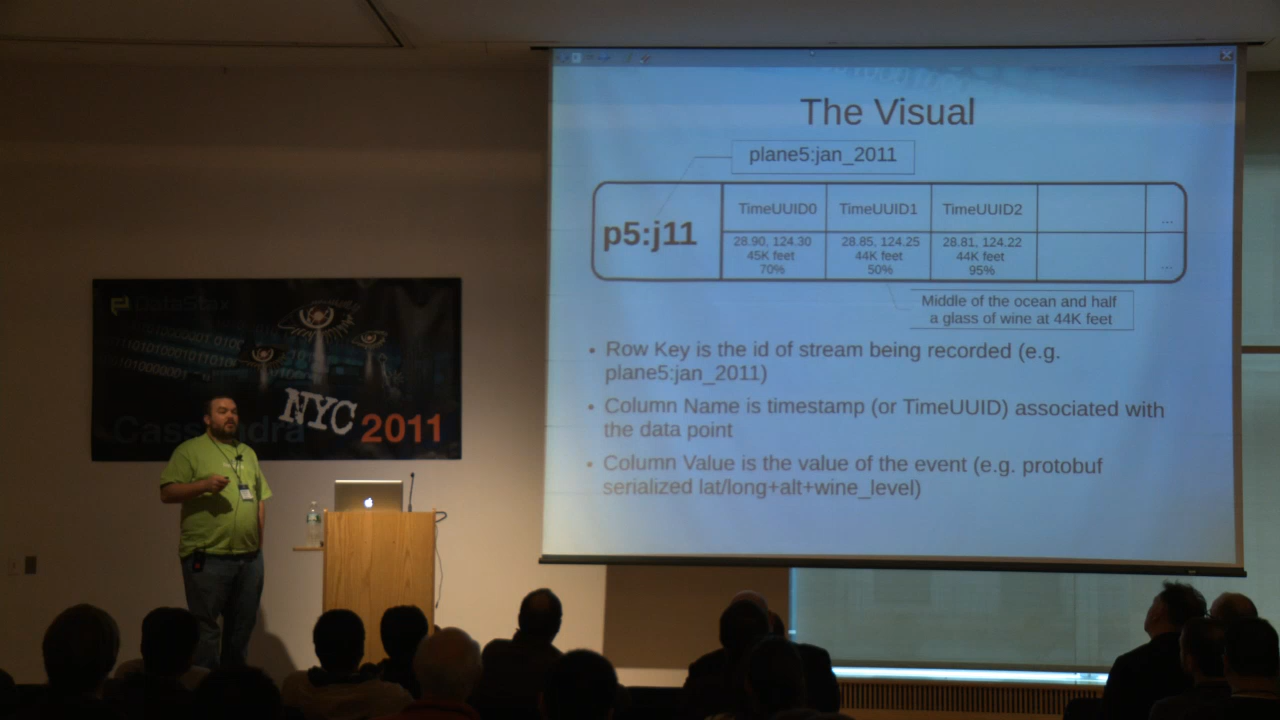 The Visual
plane5:jan_2011
p5:j11
TimeUUID0
TimeUUID1
TimeUUID2
...
28.90, 124.30
45K feet
70%
28.85, 124.25
44K feet
50%
28.81, 124.22
44K feet
95%
...
Middle of the ocean and half
a glass of wine at 44K feet
• Row Key is the id of stream being recorded (e.g.
plane5:jan_2011)
• Column Name is timestamp (or TimeUUID) associated with
the data point
• Column Value is the value of the event (e.g. protobuf
serialized lat/long+alt+wine_level)
DataStax
NYC 2011
Cassandra